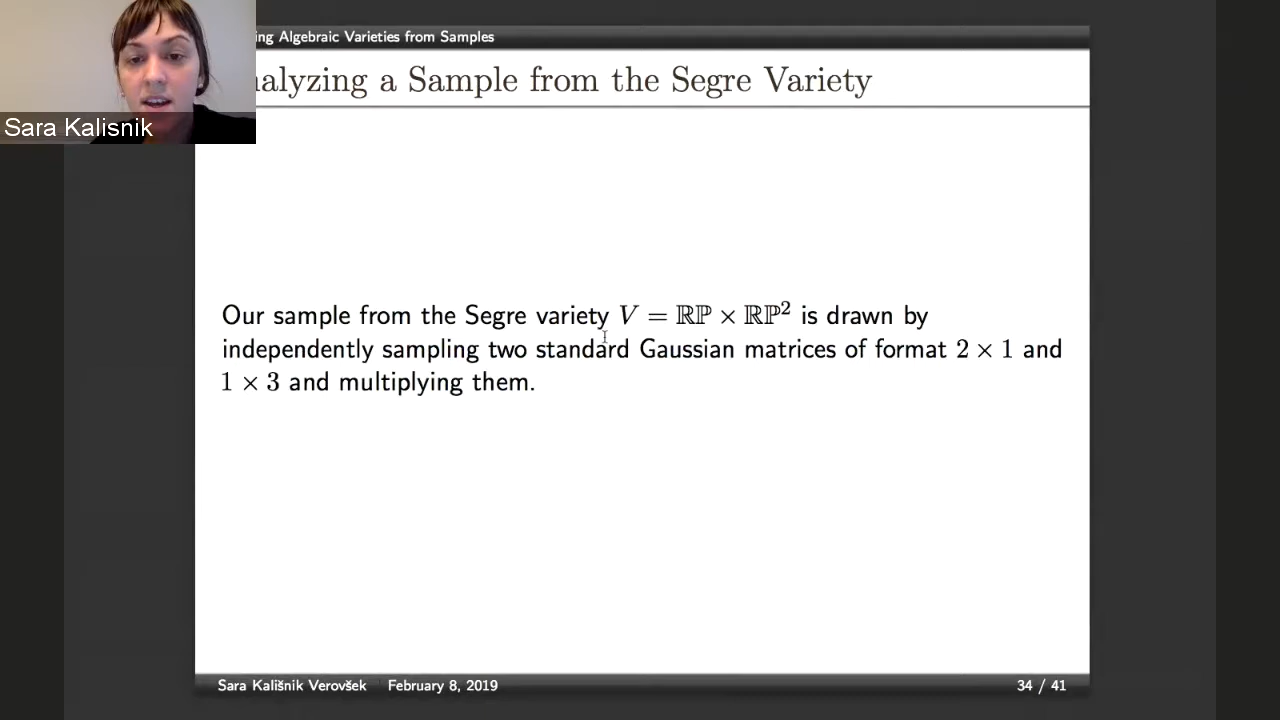 Algebraic Varieties from Samples
a Sample from the Segre Variety
Sara Kalisnik
Our sample from the Segre variety V = ℝℙ × ℝℙ² is drawn by
independently sampling two standard Gaussian matrices of format 2 × 1 and
1 × 3 and multiplying them.
Sara Kališnik Verovšek February 8, 2019 34 / 41